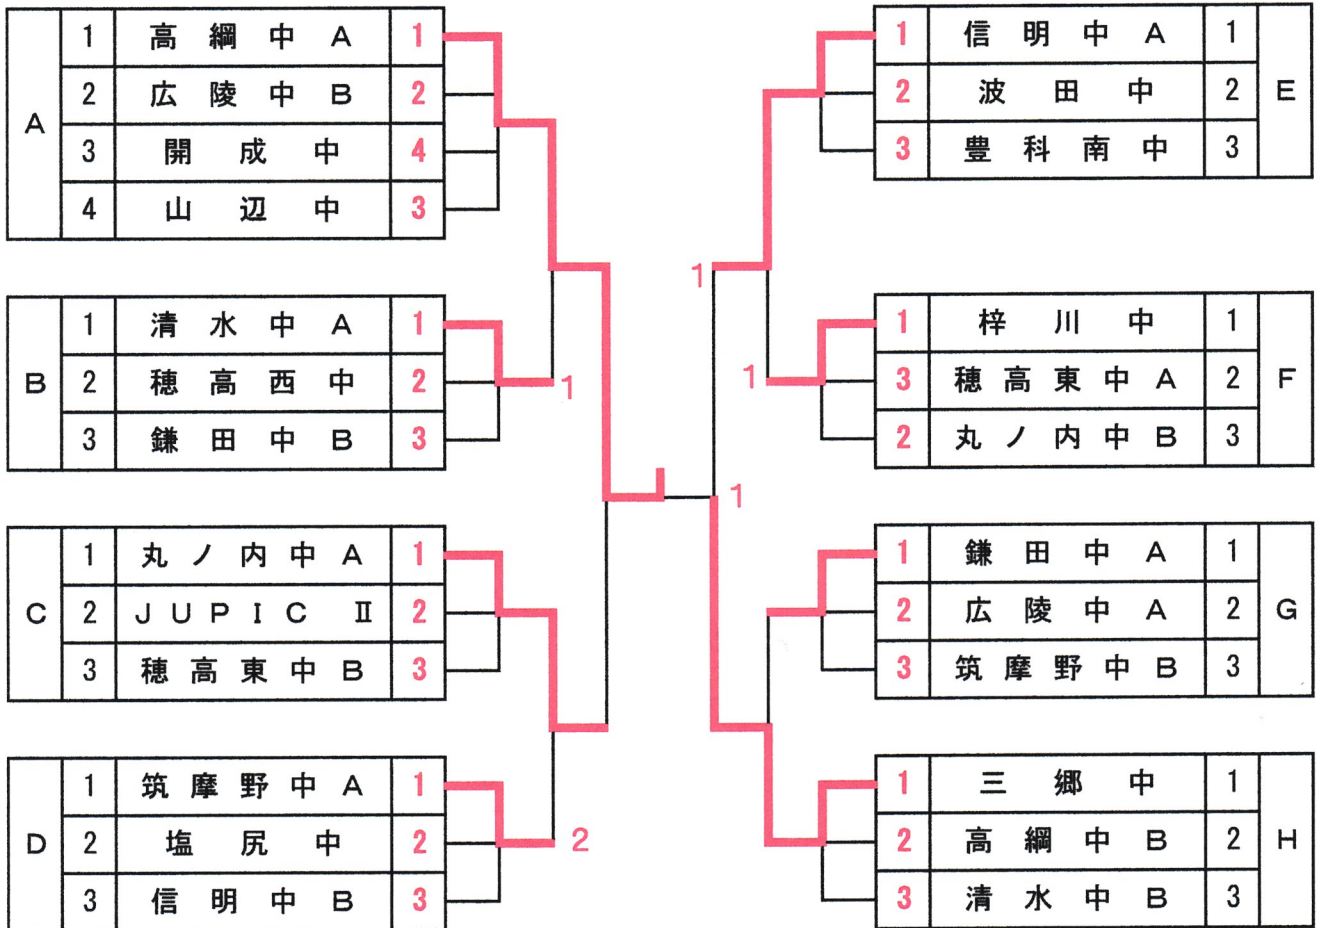 A
1 高綱中A 1
2 広陵中B 2
3 開成中 4
4 山辺中 3
B
1 清水中A 1
2 穂高西中 2
3 鎌田中B 3
1
C
1 丸ノ内中A 1
2 JUPIC Ⅱ 2
3 穂高東中B 3
D
1 筑摩野中A 1
2 塩尻中 2
3 信明中B 3
2
1
1
1
1 信明中A 1
2 波田中 2
3 豊科南中 3
E
1 梓川中 1
3 穂高東中A 2
2 丸ノ内中B 3
F
1 鎌田中A 1
2 広陵中A 2
3 筑摩野中B 3
G
1 三郷中 1
2 高綱中B 2
3 清水中B 3
H